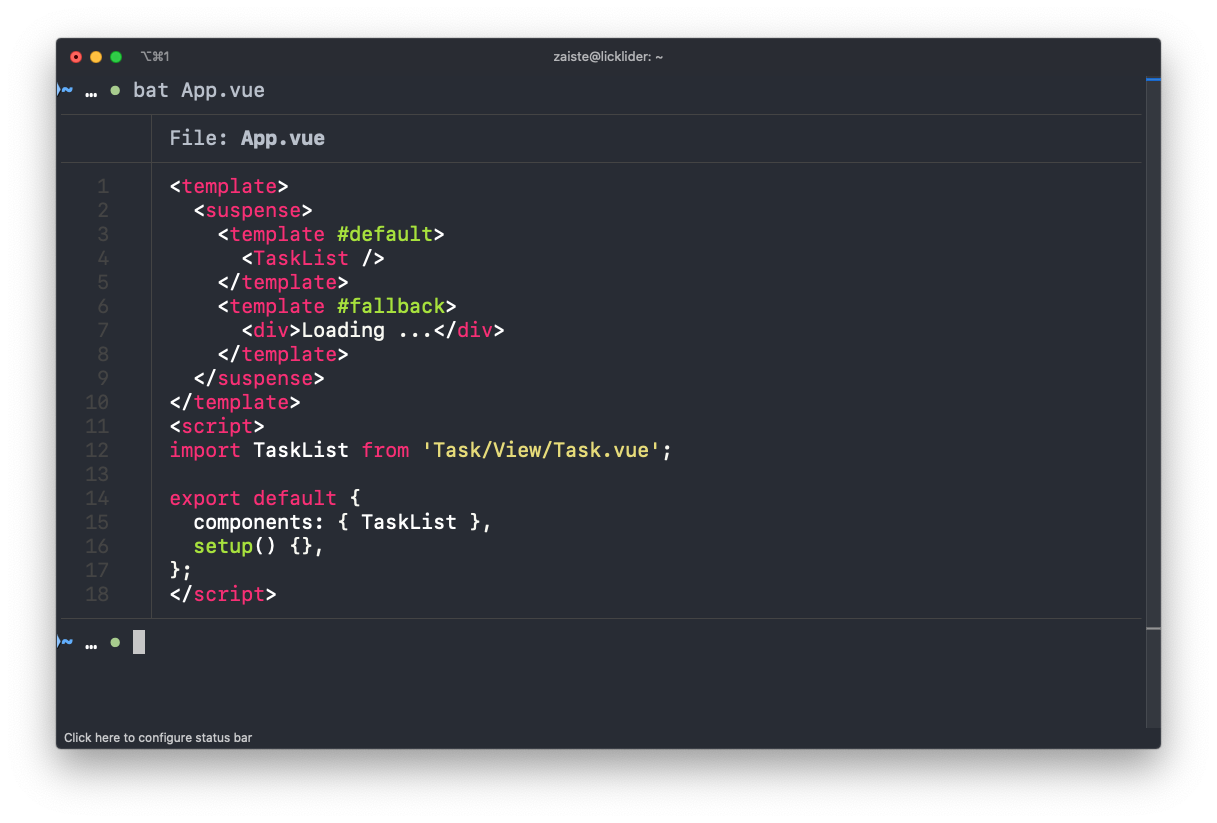 ⌥⌘1 zaiste@licklider: ~
~ … ● bat App.vue
File: App.vue
1 <template>
2   <suspense>
3     <template #default>
4       <TaskList />
5     </template>
6     <template #fallback>
7       <div>Loading ...</div>
8     </template>
9   </suspense>
10 </template>
11 <script>
12 import TaskList from 'Task/View/Task.vue';
13
14 export default {
15   components: { TaskList },
16   setup() {},
17 };
18 </script>
~ … ●
Click here to configure status bar